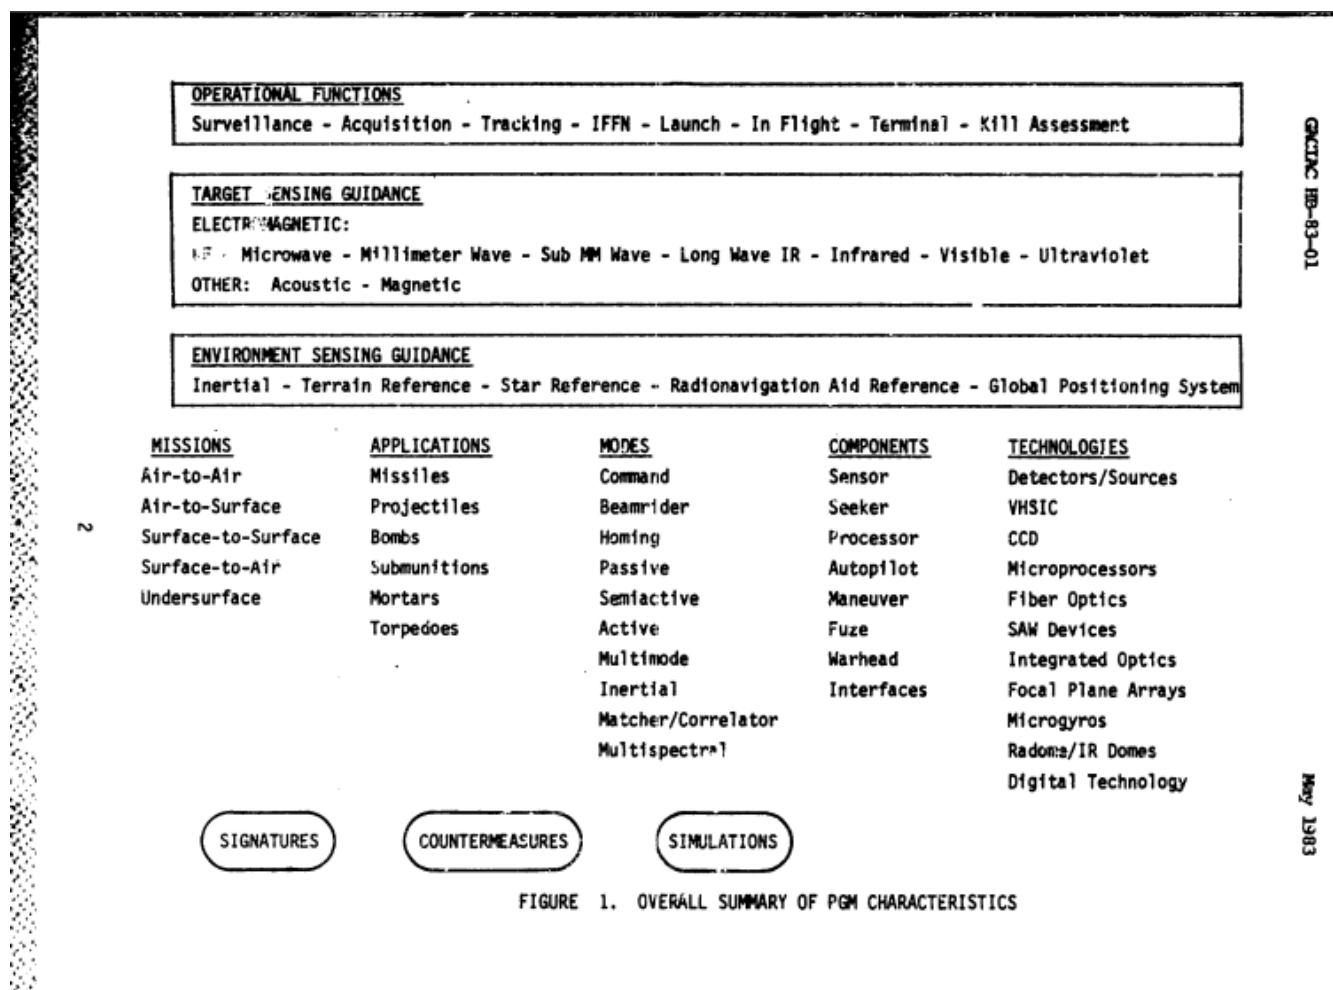 OPERATIONAL FUNCTIONS
Surveillance - Acquisition - Tracking - IFFN - Launch - In Flight - Terminal - Kill Assessment
TARGET SENSING GUIDANCE
ELECTROMAGNETIC:
Microwave - Millimeter Wave - Sub MM Wave - Long Wave IR - Infrared - Visible - Ultraviolet
OTHER: Acoustic - Magnetic
ENVIRONMENT SENSING GUIDANCE
Inertial - Terrain Reference - Star Reference - Radionavigation Aid Reference - Global Positioning System
MISSIONS
Air-to-Air
Air-to-Surface
Surface-to-Surface
Surface-to-Air
Undersurface
APPLICATIONS
Missiles
Projectiles
Bombs
Submunitions
Mortars
Torpedoes
MODES
Command
Beamrider
Homing
Passive
Semiactive
Active
Multimode
Inertial
Matcher/Correlator
Multispectral
COMPONENTS
Sensor
Seeker
Processor
Autopilot
Maneuver
Fuze
Warhead
Interfaces
TECHNOLOGIES
Detectors/Sources
VHSIC
CCD
Microprocessors
Fiber Optics
SAW Devices
Integrated Optics
Focal Plane Arrays
Microgyros
Radome/IR Domes
Digital Technology
SIGNATURES
COUNTERMEASURES
SIMULATIONS
FIGURE 1. OVERALL SUMMARY OF PGM CHARACTERISTICS
2
GACIAC HB-83-01
May 1983